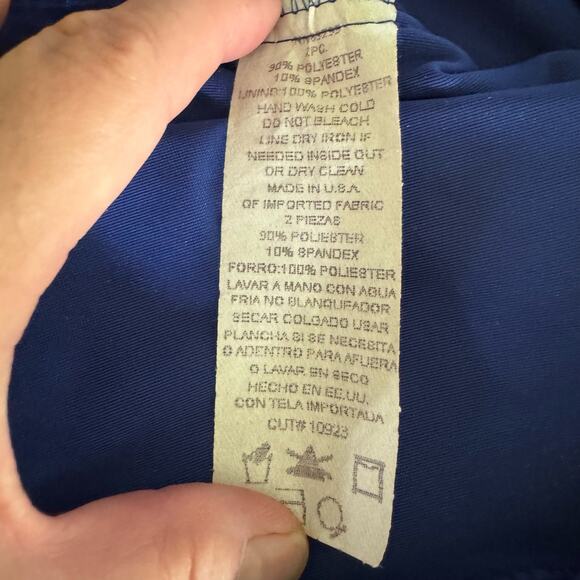 2PC.
90% POLYESTER
10% SPANDEX
LINING:100% POLYESTER
HAND WASH COLD
DO NOT BLEACH
LINE DRY IRON IF
NEEDED INSIDE OUT
OR DRY CLEAN
MADE IN U.S.A.
OF IMPORTED FABRIC
2 PIEZAS
90% POLIESTER
10% SPANDEX
FORRO:100% POLIESTER
LAVAR A MANO CON AGUA
FRIA NO BLANQUEADOR
SECAR COLGADO USAR
PLANCHA SI SE NECESITA
O ADENTRO PARA AFUERA
O LAVAR EN SECO
HECHO EN EE.UU.
CON TELA IMPORTADA
CUT# 10923